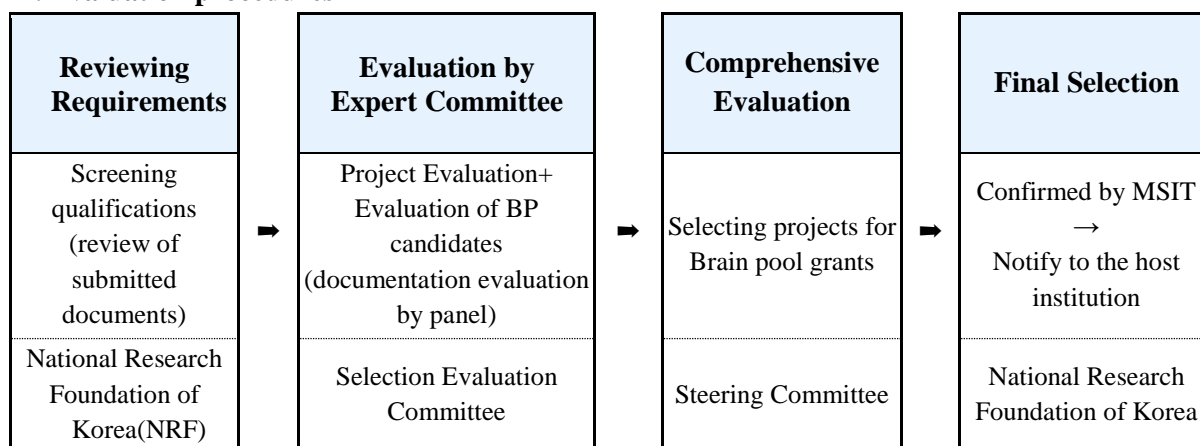 Reviewing
Requirements
Screening
qualifications
(review of
submitted
documents)
National Research
Foundation of
Korea(NRF)
➠
Evaluation by
Expert Committee
Project Evaluation+
Evaluation of BP
candidates
(documentation evaluation
by panel)
Selection Evaluation
Committee
➠
Comprehensive
Evaluation
Selecting projects for
Brain pool grants
Steering Committee
➠
Final Selection
Confirmed by MSIT
→
Notify to the host
institution
National Research
Foundation of Korea